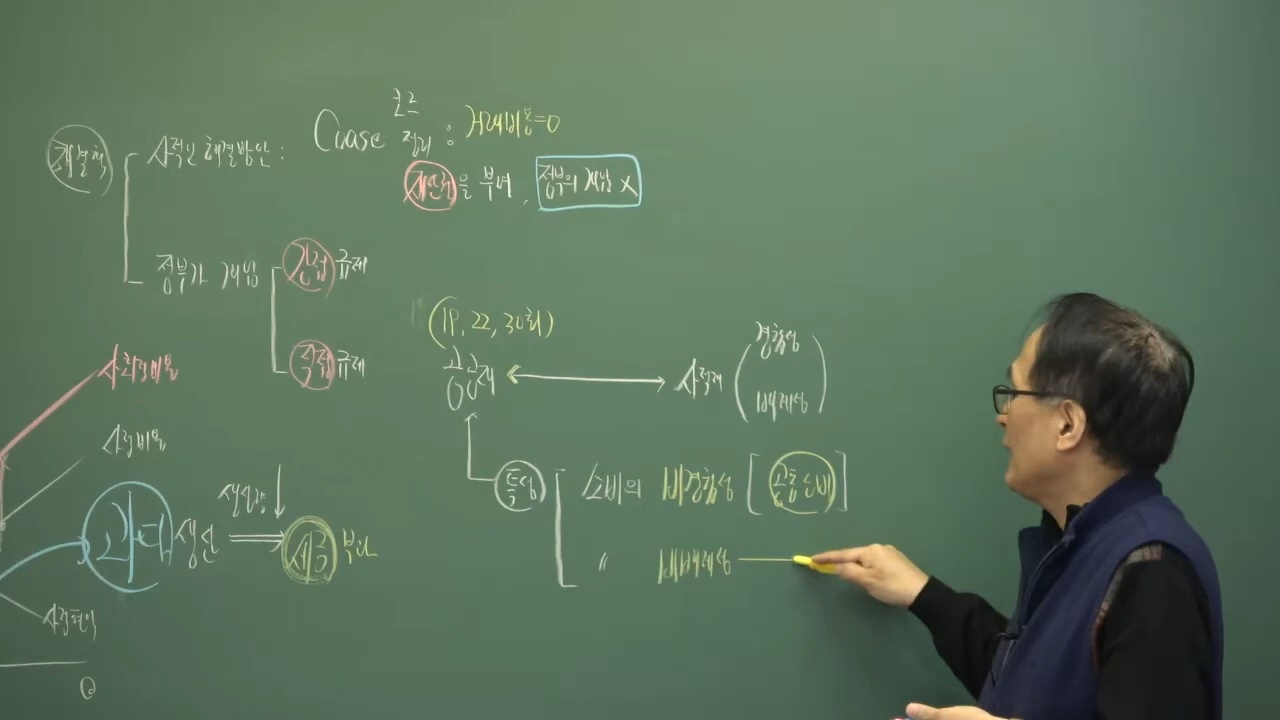 코즈
해결책
사적인 해결방안 :
Coase 정리 : 거래비용=0
재산권을 부여, 정부의 개입 X
정부가 개입
간접 규제
직접 규제
(19, 22, 30회)
공공재
사적재
경합성
배제성
사회적비용
사적비용
특성
소비의 비경합성 [공동소비]
〃 비배제성
과다 생산
생산량 ↓
세금 부과
사적편익
Q